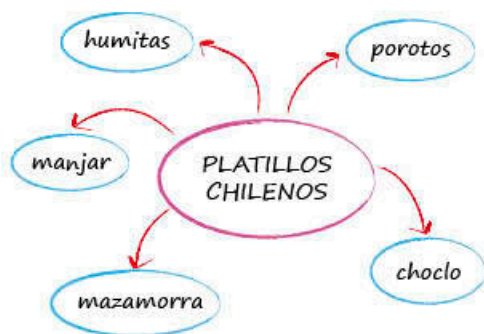 humitas
porotos
manjar
PLATILLOS
CHILENOS
mazamorra
choclo